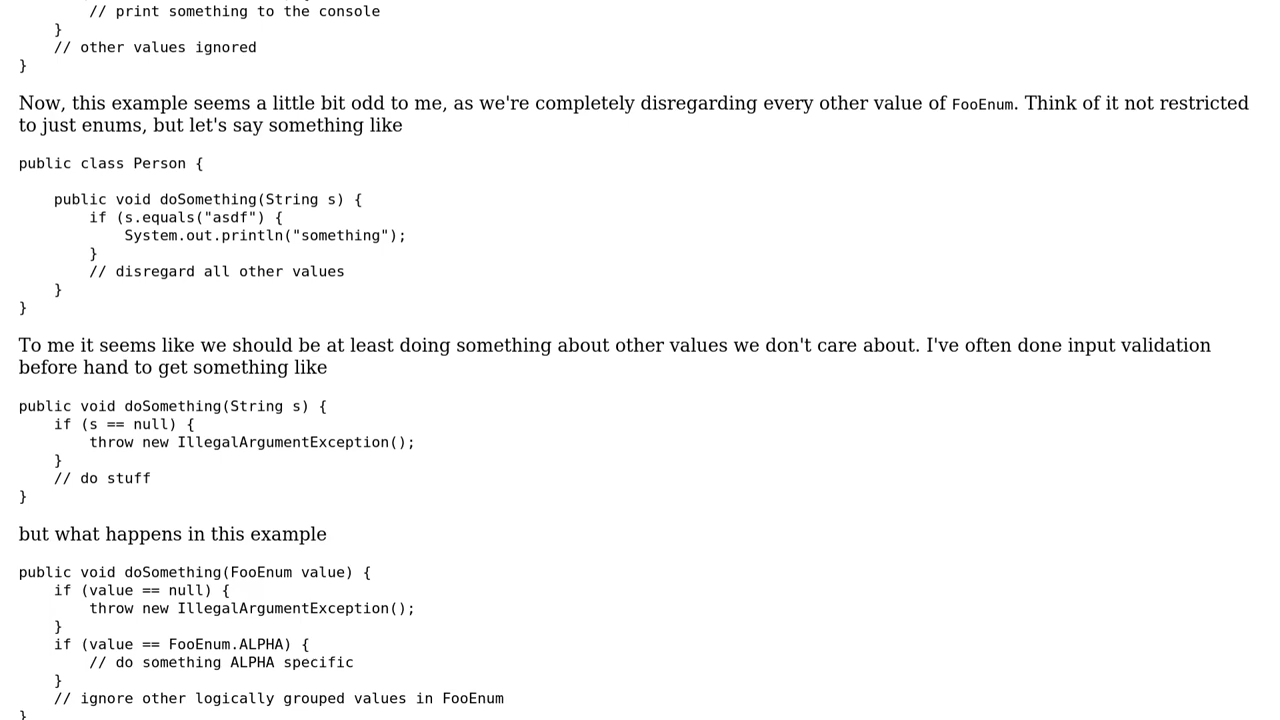 // print something to the console
    }
    // other values ignored
}
Now, this example seems a little bit odd to me, as we're completely disregarding every other value of FooEnum. Think of it not restricted
to just enums, but let's say something like
public class Person {
    public void doSomething(String s) {
        if (s.equals("asdf") {
            System.out.println("something");
        }
        // disregard all other values
    }
}
To me it seems like we should be at least doing something about other values we don't care about. I've often done input validation
before hand to get something like
public void doSomething(String s) {
    if (s == null) {
        throw new IllegalArgumentException();
    }
    // do stuff
}
but what happens in this example
public void doSomething(FooEnum value) {
    if (value == null) {
        throw new IllegalArgumentException();
    }
    if (value == FooEnum.ALPHA) {
        // do something ALPHA specific
    }
    // ignore other logically grouped values in FooEnum
}